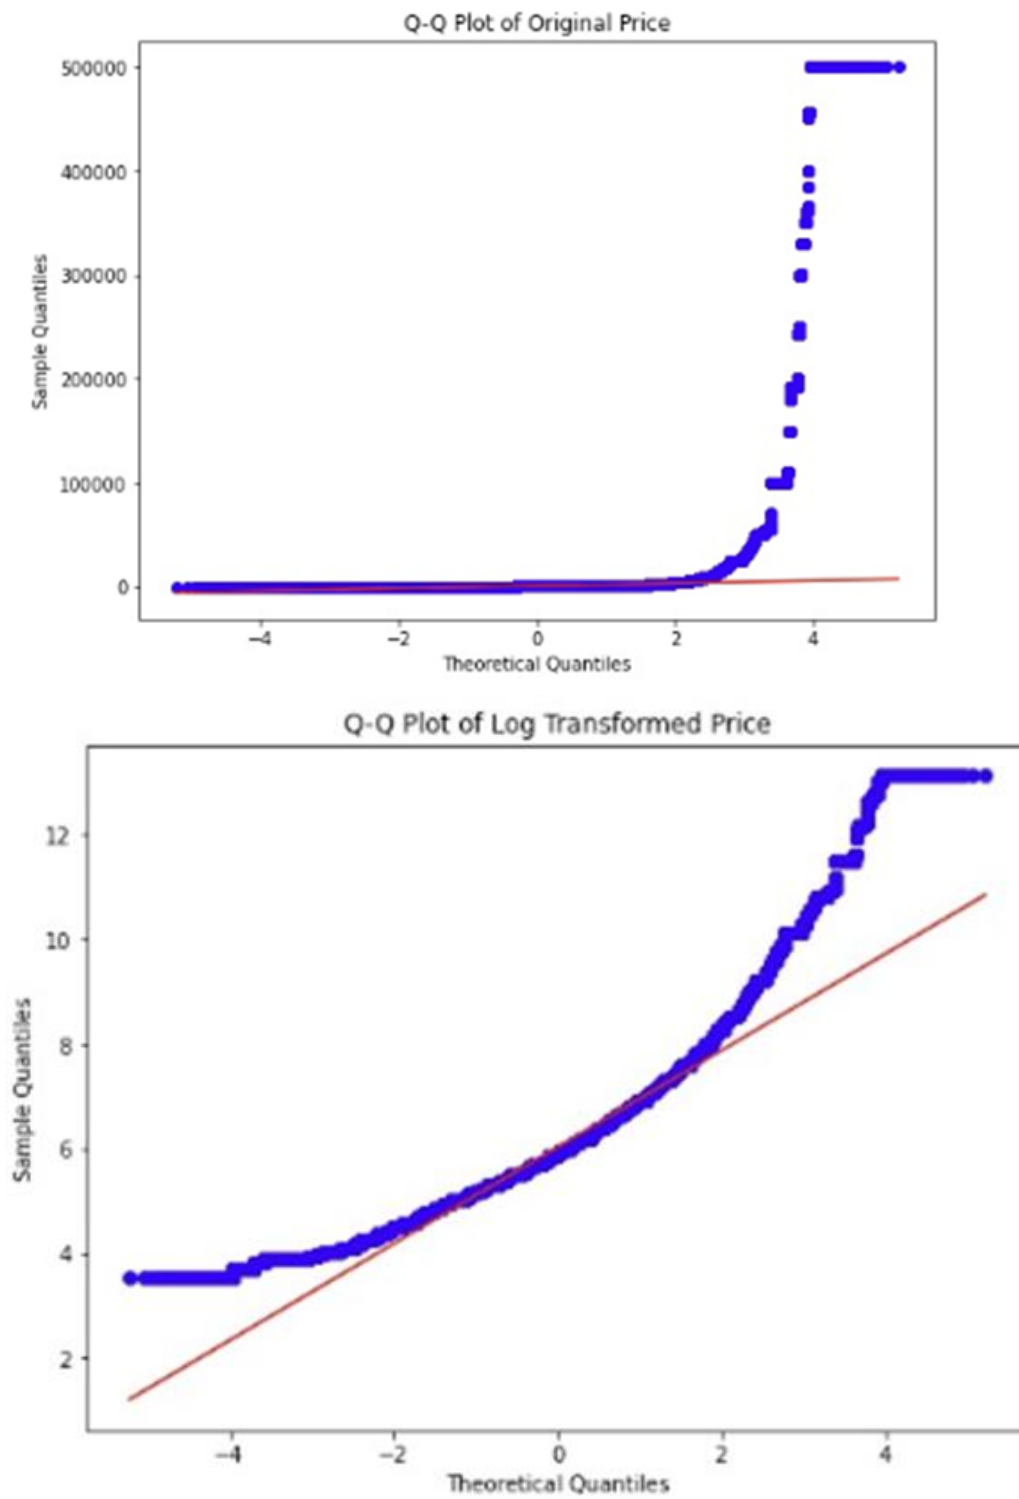 Q-Q Plot of Original Price
500000
400000
300000
200000
100000
0
Sample Quantiles
−4 −2 0 2 4
Theoretical Quantiles
Q-Q Plot of Log Transformed Price
12
10
8
6
4
2
Sample Quantiles
−4 −2 0 2 4
Theoretical Quantiles